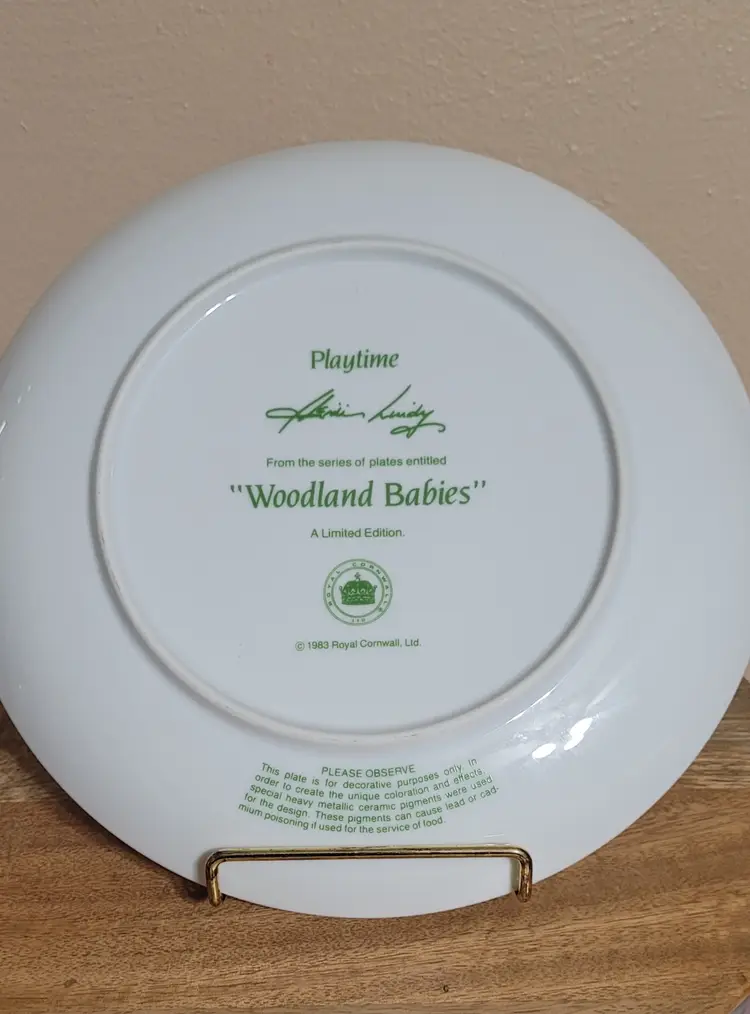 Playtime
From the series of plates entitled
"Woodland Babies"
A Limited Edition.
ROYAL CORNWALL LTD
© 1983 Royal Cornwall, Ltd.
PLEASE OBSERVE
This plate is for decorative purposes only. In
order to create the unique coloration and effects,
special heavy metallic ceramic pigments were used
for the design. These pigments can cause lead or cad-
mium poisoning if used for the service of food.